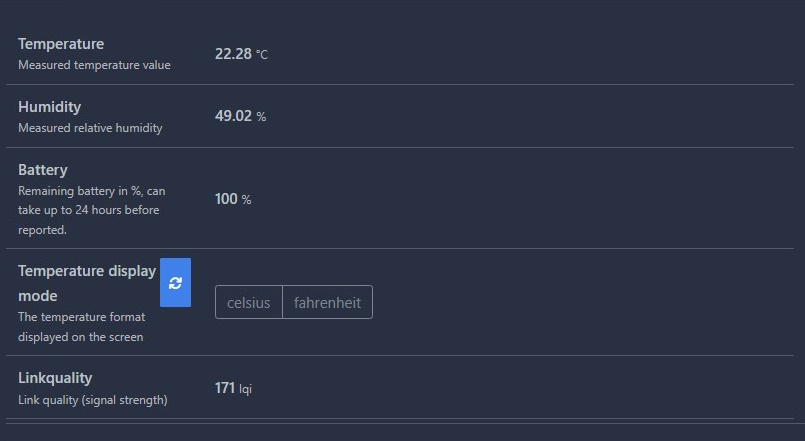 Temperature
Measured temperature value
22.28 °C
Humidity
Measured relative humidity
49.02 %
Battery
Remaining battery in %, can
take up to 24 hours before
reported.
100 %
Temperature display
mode
The temperature format
displayed on the screen
celsius fahrenheit
Linkquality
Link quality (signal strength)
171 lqi